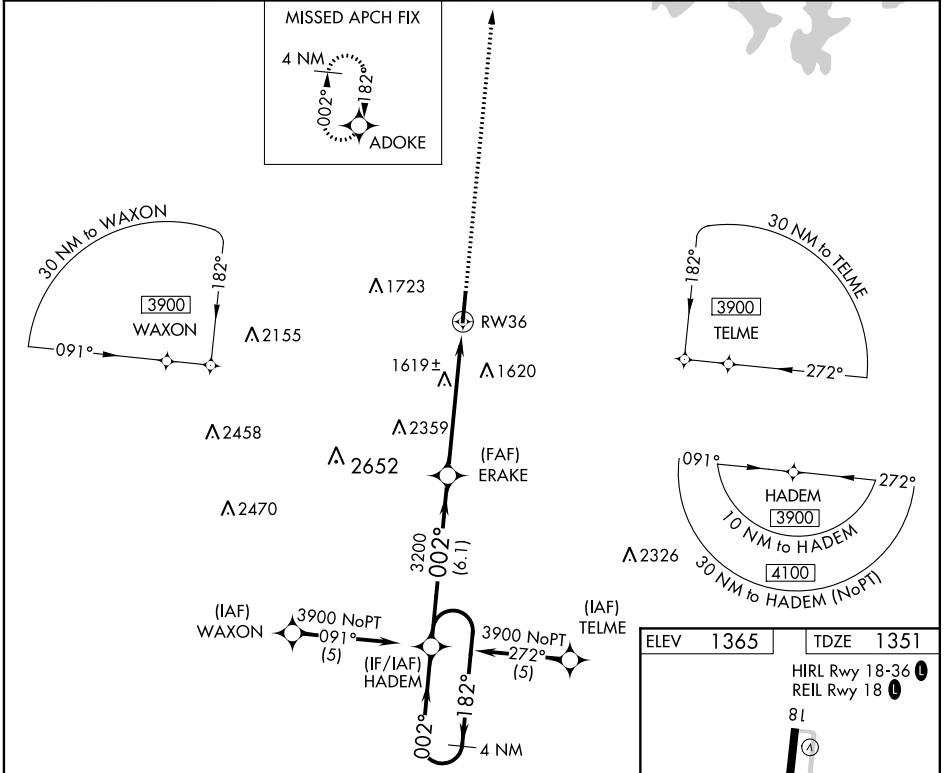 MISSED APCH FIX
4 NM
002°
182°
ADOKE
30 NM to WAXON
182°
3900
WAXON
091°
1723
2155
RW36
1619±
1620
30 NM to TELME
182°
3900
TELME
272°
2458
2359
2652
2470
(FAF)
ERAKE
091°
272°
HADEM
3900
10 NM to HADEM
4100
30 NM to HADEM (NoPT)
2326
3200
002°
(6.1)
(IAF)
WAXON
3900 NoPT
091°
(5)
(IF/IAF)
HADEM
3900 NoPT
272°
(5)
(IAF)
TELME
002°
182°
4 NM
ELEV 1365
TDZE 1351
HIRL Rwy 18-36 L
REIL Rwy 18 L
18
V